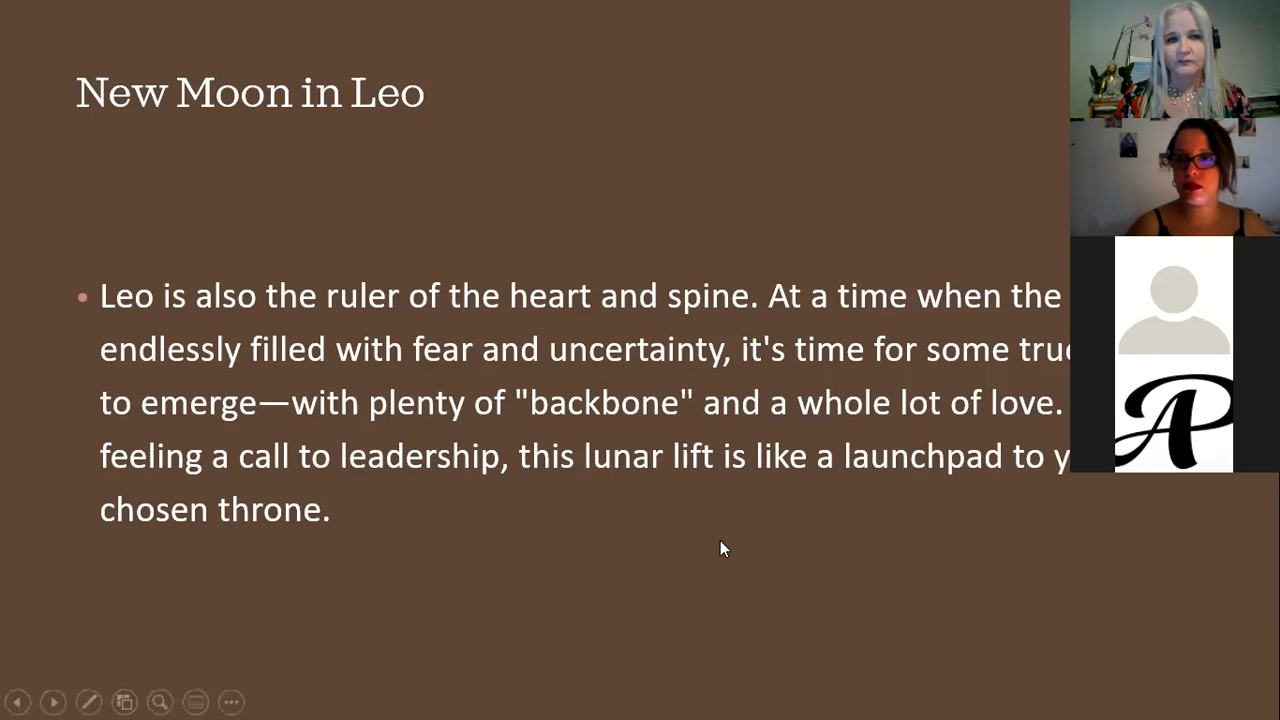 New Moon in Leo
• Leo is also the ruler of the heart and spine. At a time when the
endlessly filled with fear and uncertainty, it's time for some
to emerge—with plenty of "backbone" and a whole lot of love.
feeling a call to leadership, this lunar lift is like a launchpad to
chosen throne.
AP